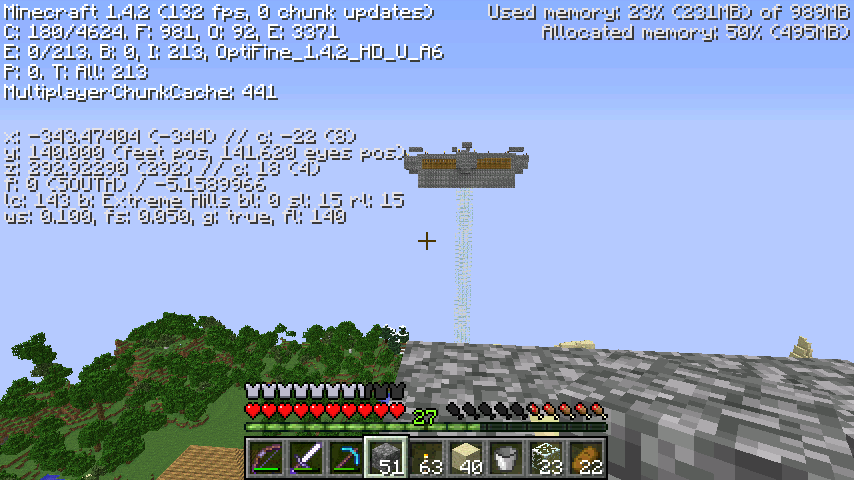 Minecraft 1.4.2 (132 fps, 0 chunk updates)
Used memory: 23% (231MB) of 989MB
C: 180/4624, F: 981, O: 92, E: 3371
Allocated memory: 50% (495MB)
E: 0/213, B: 0, I: 213, OptiFine_1.4.2_HD_U_A6
P: 0, T: All: 213
MultiplayerChunkCache: 441
x: -343.47404 (-344) // c: -22 (8)
y: 140.000 (feet pos, 141.620 eyes pos)
z: 292.92290 (292) // c: 18 (4)
f: 0 (SOUTH) / -5.1589966
lc: 143 b: Extreme Hills bl: 0 sl: 15 rl: 15
ws: 0.100, fs: 0.050, g: true, fl: 140
27
51 63 40 23 22